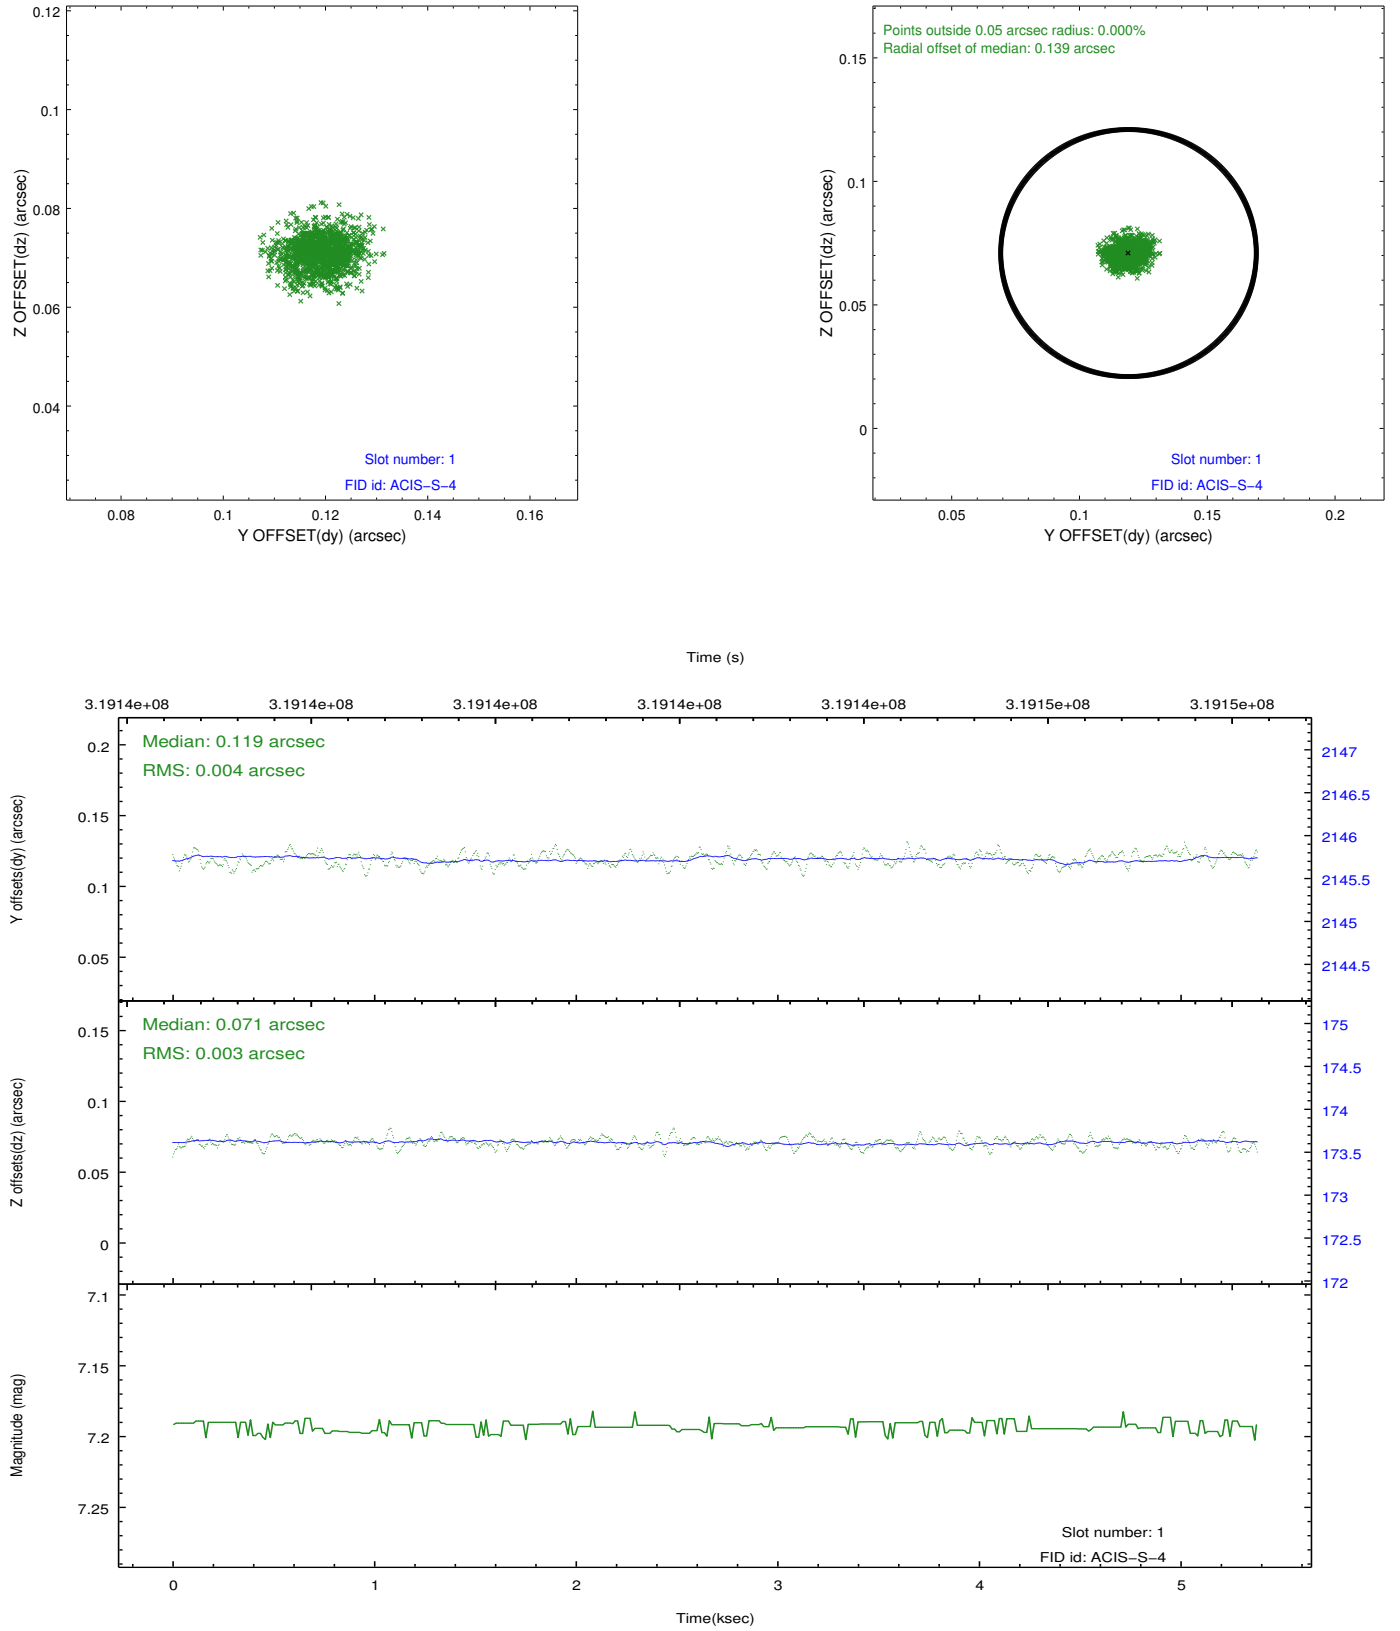 0.12
0.1
0.08
0.06
0.04
Z OFFSET(dz) (arcsec)
Slot number: 1
FID id: ACIS−S−4
0.08 0.1 0.12 0.14 0.16
Y OFFSET(dy) (arcsec)
Points outside 0.05 arcsec radius: 0.000%
Radial offset of median: 0.139 arcsec
0.15
0.1
0.05
0
Z OFFSET(dz) (arcsec)
Slot number: 1
FID id: ACIS−S−4
0.05 0.1 0.15 0.2
Y OFFSET(dy) (arcsec)
Time (s)
3.1914e+08 3.1914e+08 3.1914e+08 3.1914e+08 3.1914e+08 3.1915e+08 3.1915e+08
Median: 0.119 arcsec
RMS: 0.004 arcsec
0.2
0.15
0.1
0.05
Y offsets(dy) (arcsec)
2147
2146.5
2146
2145.5
2145
2144.5
Median: 0.071 arcsec
RMS: 0.003 arcsec
0.15
0.1
0.05
0
Z offsets(dz) (arcsec)
175
174.5
174
173.5
173
172.5
172
7.1
7.15
7.2
7.25
Magnitude (mag)
Slot number: 1
FID id: ACIS−S−4
0 1 2 3 4 5
Time(ksec)